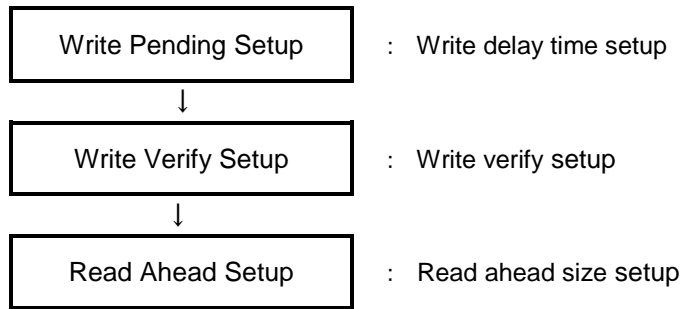 Write Pending Setup : Write delay time setup
↓
Write Verify Setup : Write verify setup
↓
Read Ahead Setup : Read ahead size setup